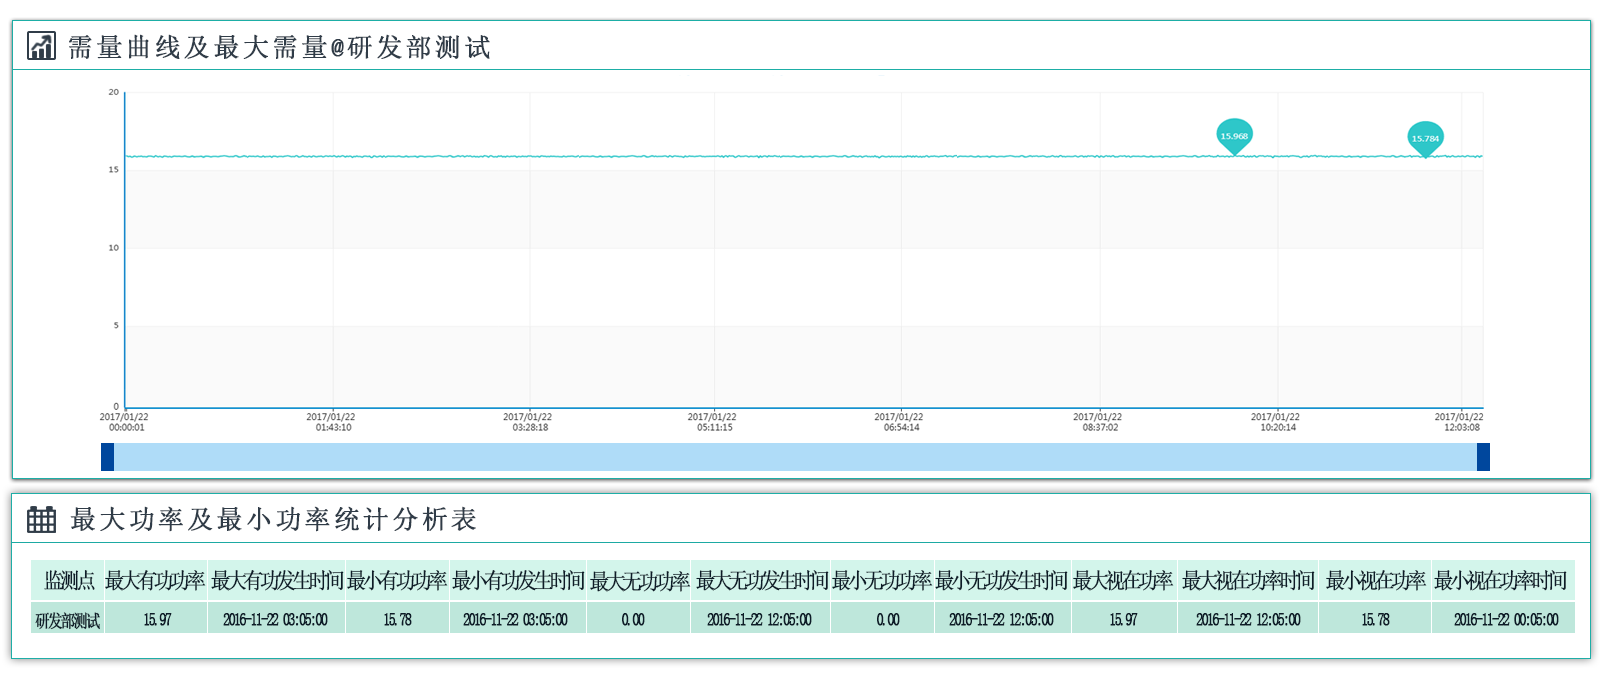 需量曲线及最大需量@研发部测试
20
15.968
15.784
15
10
5
0
2017/01/22 2017/01/22 2017/01/22 2017/01/22 2017/01/22 2017/01/22 2017/01/22 2017/01/22
00:00:01 01:43:10 03:28:18 05:11:15 06:54:14 08:37:02 10:20:14 12:03:08
最大功率及最小功率统计分析表
监测点 最大有功功率 最大有功发生时间 最小有功功率 最小有功发生时间 最大无功功率 最大无功发生时间 最小无功功率 最小无功发生时间 最大视在功率 最大视在功率时间 最小视在功率 最小视在功率时间
研发部测试 15.97 2016-11-22 03:05:00 15.78 2016-11-22 03:05:00 0.00 2016-11-22 12:05:00 0.00 2016-11-22 12:05:00 15.97 2016-11-22 12:05:00 15.78 2016-11-22 00:05:00